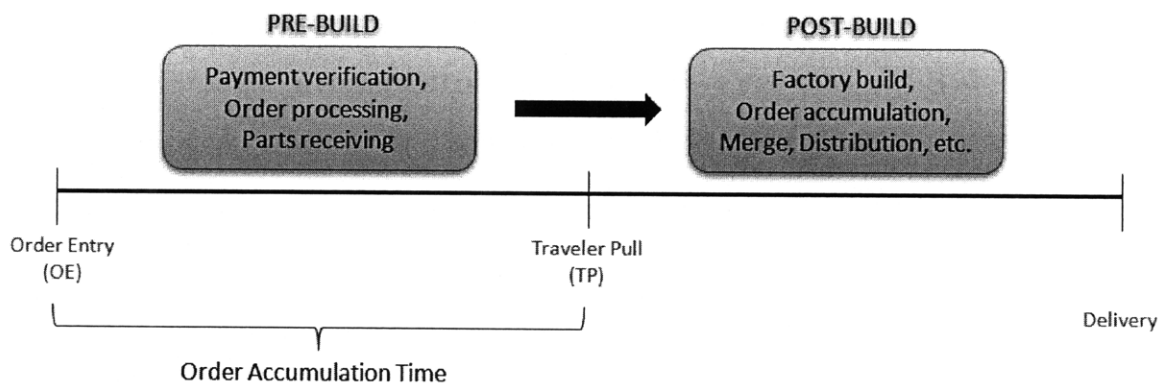 PRE-BUILD
Payment verification,
Order processing,
Parts receiving
POST-BUILD
Factory build,
Order accumulation,
Merge, Distribution, etc.
Order Entry
(OE)
Traveler Pull
(TP)
Delivery
Order Accumulation Time